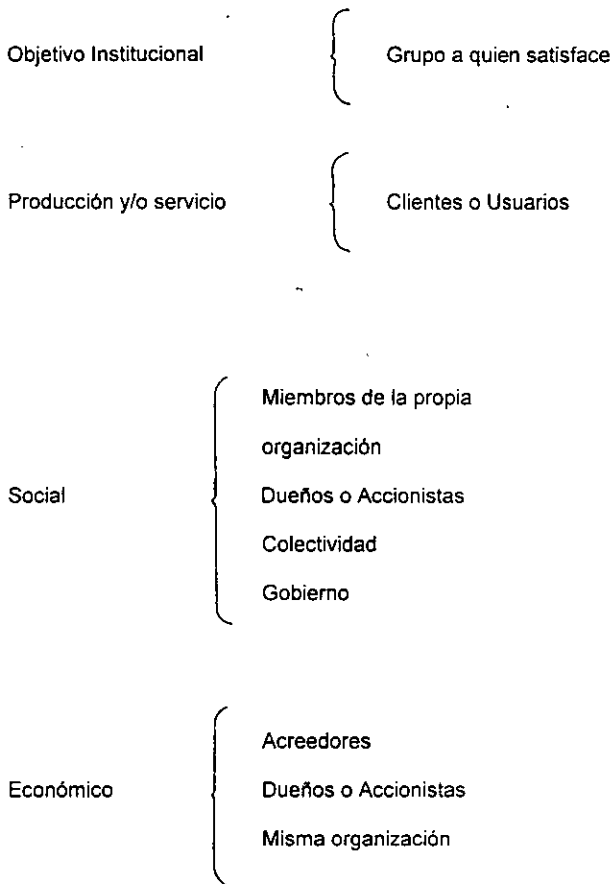 Objetivo Institucional Grupo a quien satisface
Producción y/o servicio Clientes o Usuarios
Miembros de la propia
organización
Social Dueños o Accionistas
Colectividad
Gobierno
Acreedores
Económico Dueños o Accionistas
Misma organización